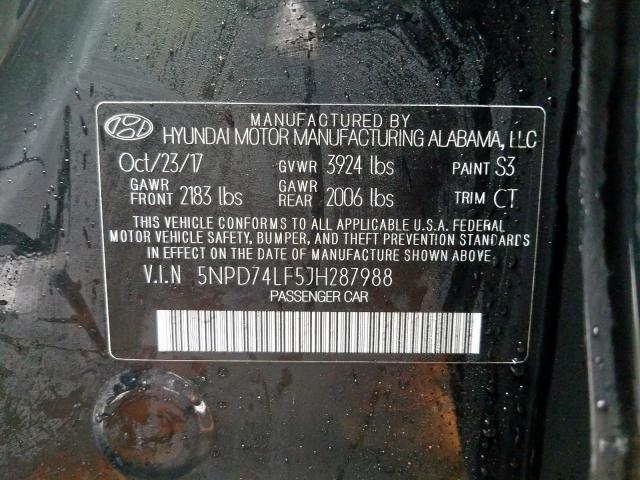 MANUFACTURED BY
HYUNDAI MOTOR MANUFACTURING ALABAMA, LLC
Oct/23/17 GVWR 3924 lbs PAINT S3
GAWR FRONT 2183 lbs GAWR REAR 2006 lbs TRIM CT
THIS VEHICLE CONFORMS TO ALL APPLICABLE U.S.A. FEDERAL
MOTOR VEHICLE SAFETY, BUMPER, AND THEFT PREVENTION STANDARDS
IN EFFECT ON THE DATE OF MANUFACTURE SHOWN ABOVE.
V.I.N 5NPD74LF5JH287988
PASSENGER CAR